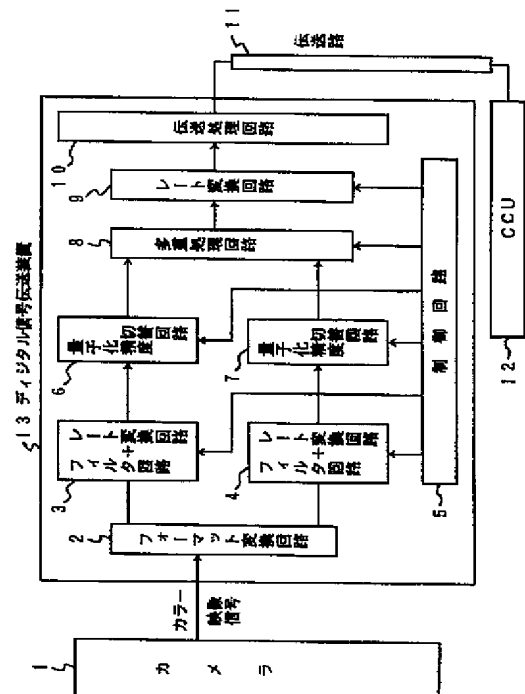 13 ディジタル信号伝送装置
1
カメラ
カラー
映像
信号
2
フォーマット変換回路
3
レート変換回路
+
フィルタ回路
4
レート変換回路
+
フィルタ回路
5
制御回路
6
量子化精度
切替回路
7
量子化精度
切替回路
8
多重処理回路
9
レート変換回路
10
伝送処理回路
11
伝送路
12
CCU